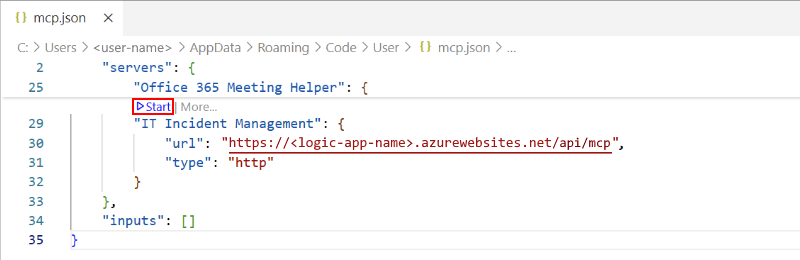 {} mcp.json ×
C: > Users > <user-name> > AppData > Roaming > Code > User > {} mcp.json > ...
2 "servers": {
25 "Office 365 Meeting Helper": {
Start | More...
29 "IT Incident Management": {
30 "url": "https://<logic-app-name>.azurewebsites.net/api/mcp",
31 "type": "http"
32 }
33 },
34 "inputs": []
35 }